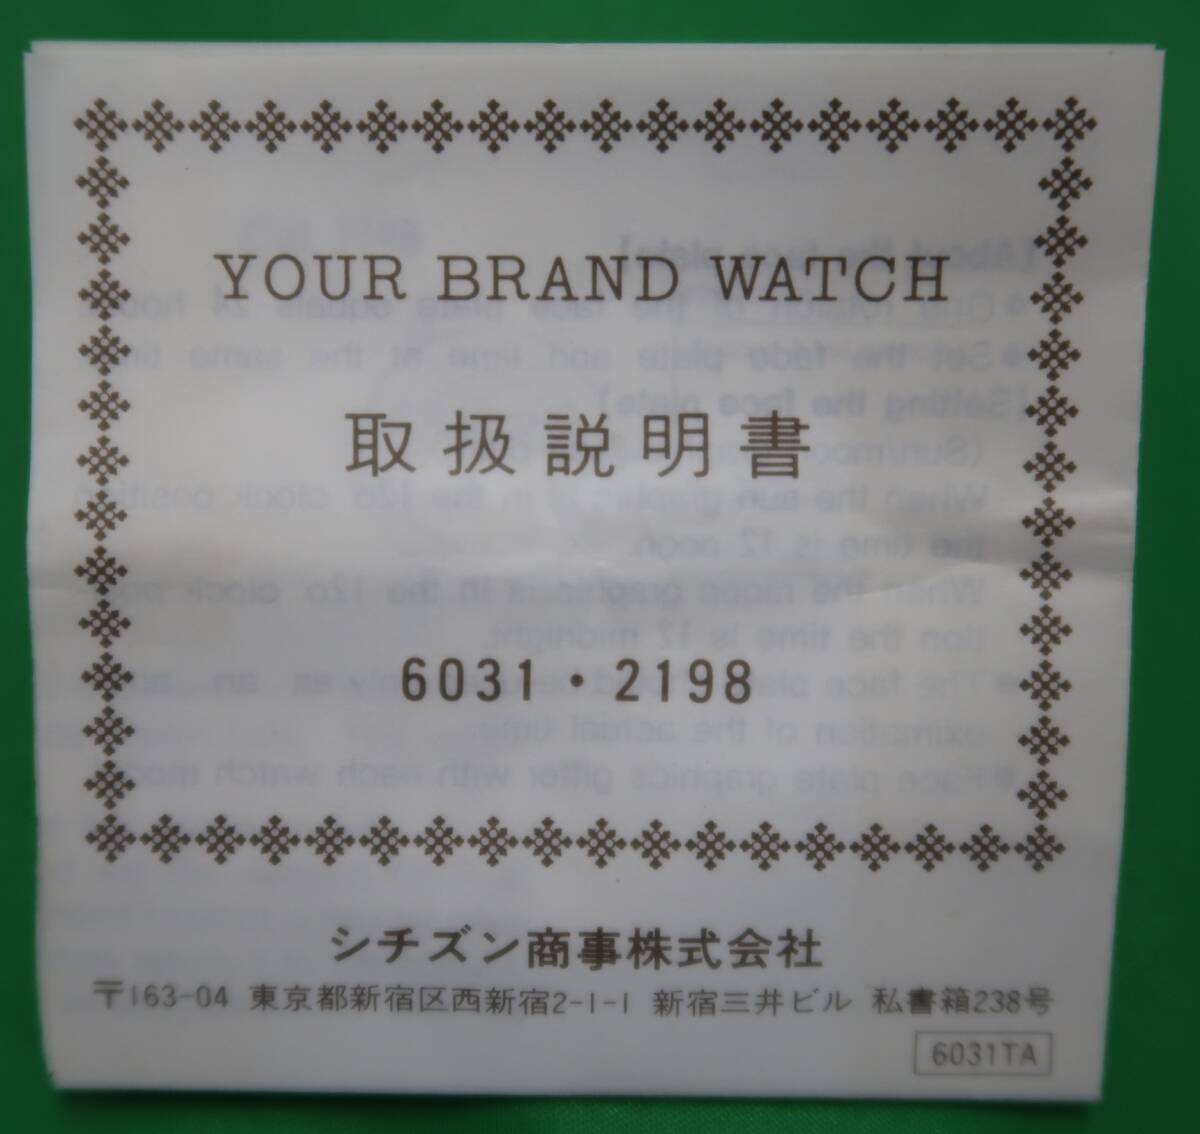 YOUR BRAND WATCH
取扱説明書
6031・2198
シチズン商事株式会社
〒163-04 東京都新宿区西新宿2-1-1 新宿三井ビル 私書箱238号
6031TA